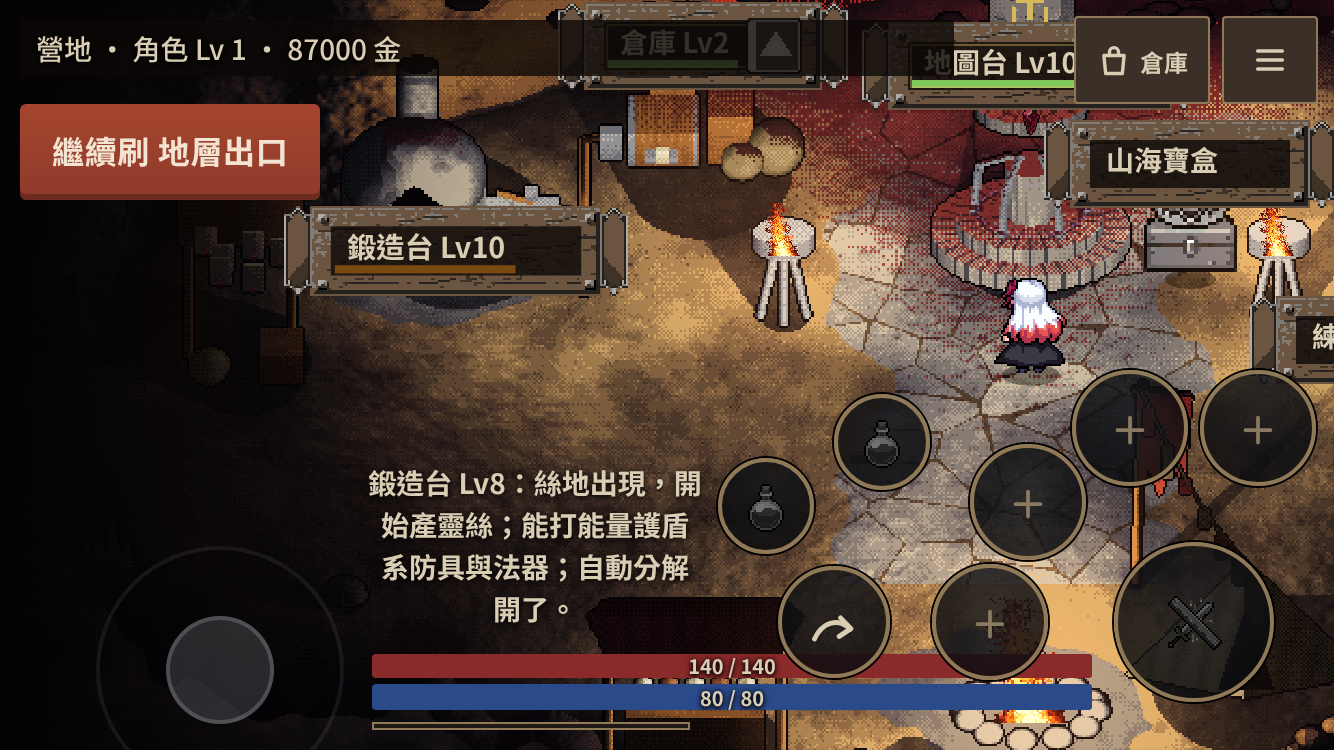 營地 · 角色 Lv 1 · 87000 金
倉庫 Lv2
地圖台 Lv10
倉庫
繼續刷 地層出口
山海寶盒
鍛造台 Lv10
練
鍛造台 Lv8：絲地出現，開
始產靈絲；能打能量護盾
系防具與法器；自動分解
開了。
140 / 140
80 / 80